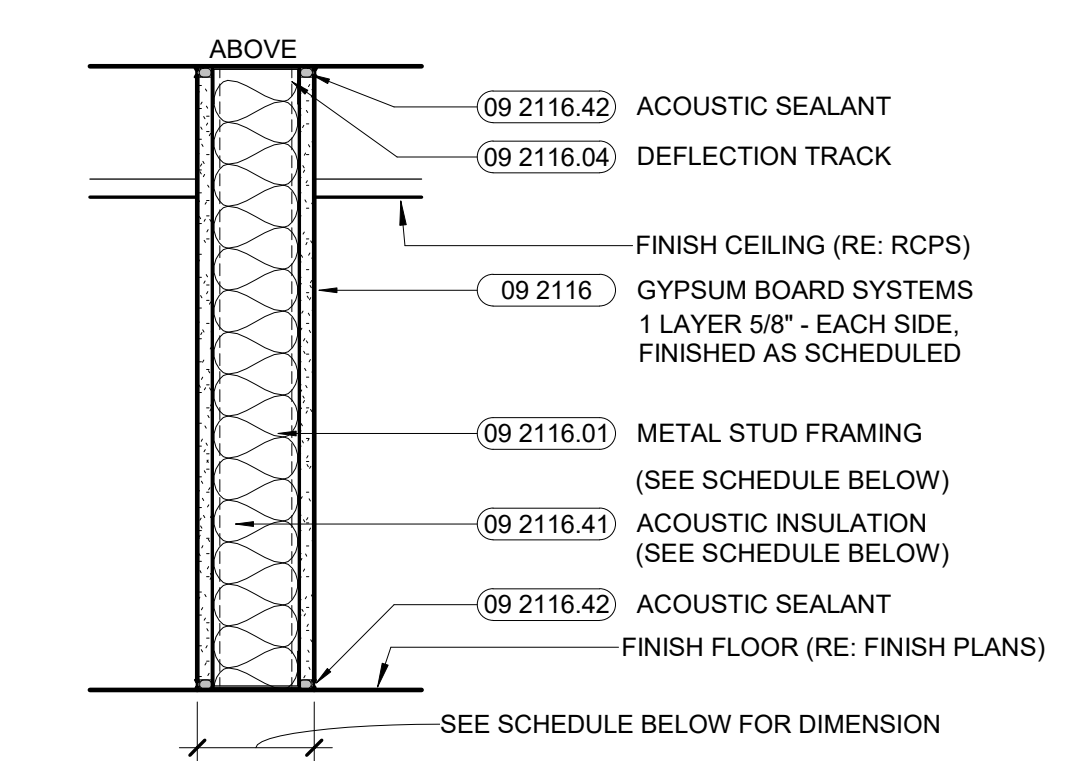 ABOVE
09 2116.42 ACOUSTIC SEALANT
09 2116.04 DEFLECTION TRACK
FINISH CEILING (RE: RCPS)
09 2116 GYPSUM BOARD SYSTEMS
1 LAYER 5/8" - EACH SIDE,
FINISHED AS SCHEDULED
09 2116.01 METAL STUD FRAMING
(SEE SCHEDULE BELOW)
09 2116.41 ACOUSTIC INSULATION
(SEE SCHEDULE BELOW)
09 2116.42 ACOUSTIC SEALANT
FINISH FLOOR (RE: FINISH PLANS)
SEE SCHEDULE BELOW FOR DIMENSION